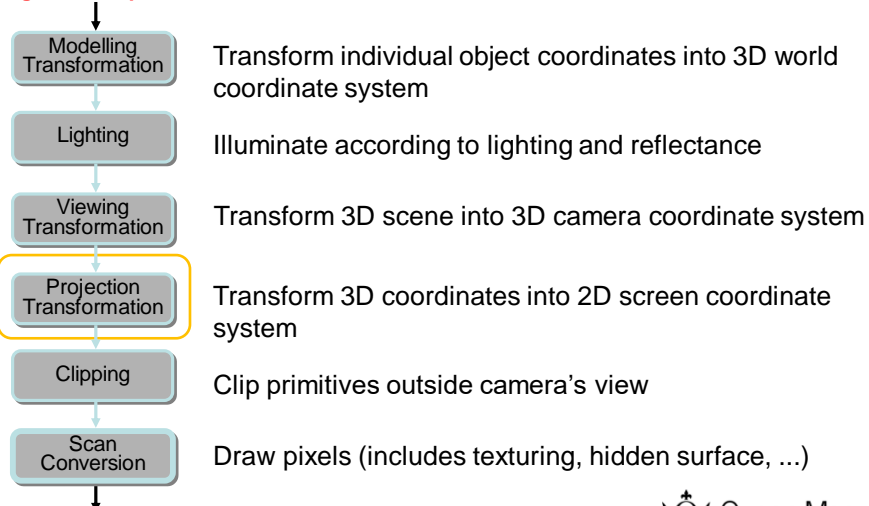 Modelling
Transformation
Transform individual object coordinates into 3D world
coordinate system
Lighting
Illuminate according to lighting and reflectance
Viewing
Transformation
Transform 3D scene into 3D camera coordinate system
Projection
Transformation
Transform 3D coordinates into 2D screen coordinate
system
Clipping
Clip primitives outside camera's view
Scan
Conversion
Draw pixels (includes texturing, hidden surface, ...)